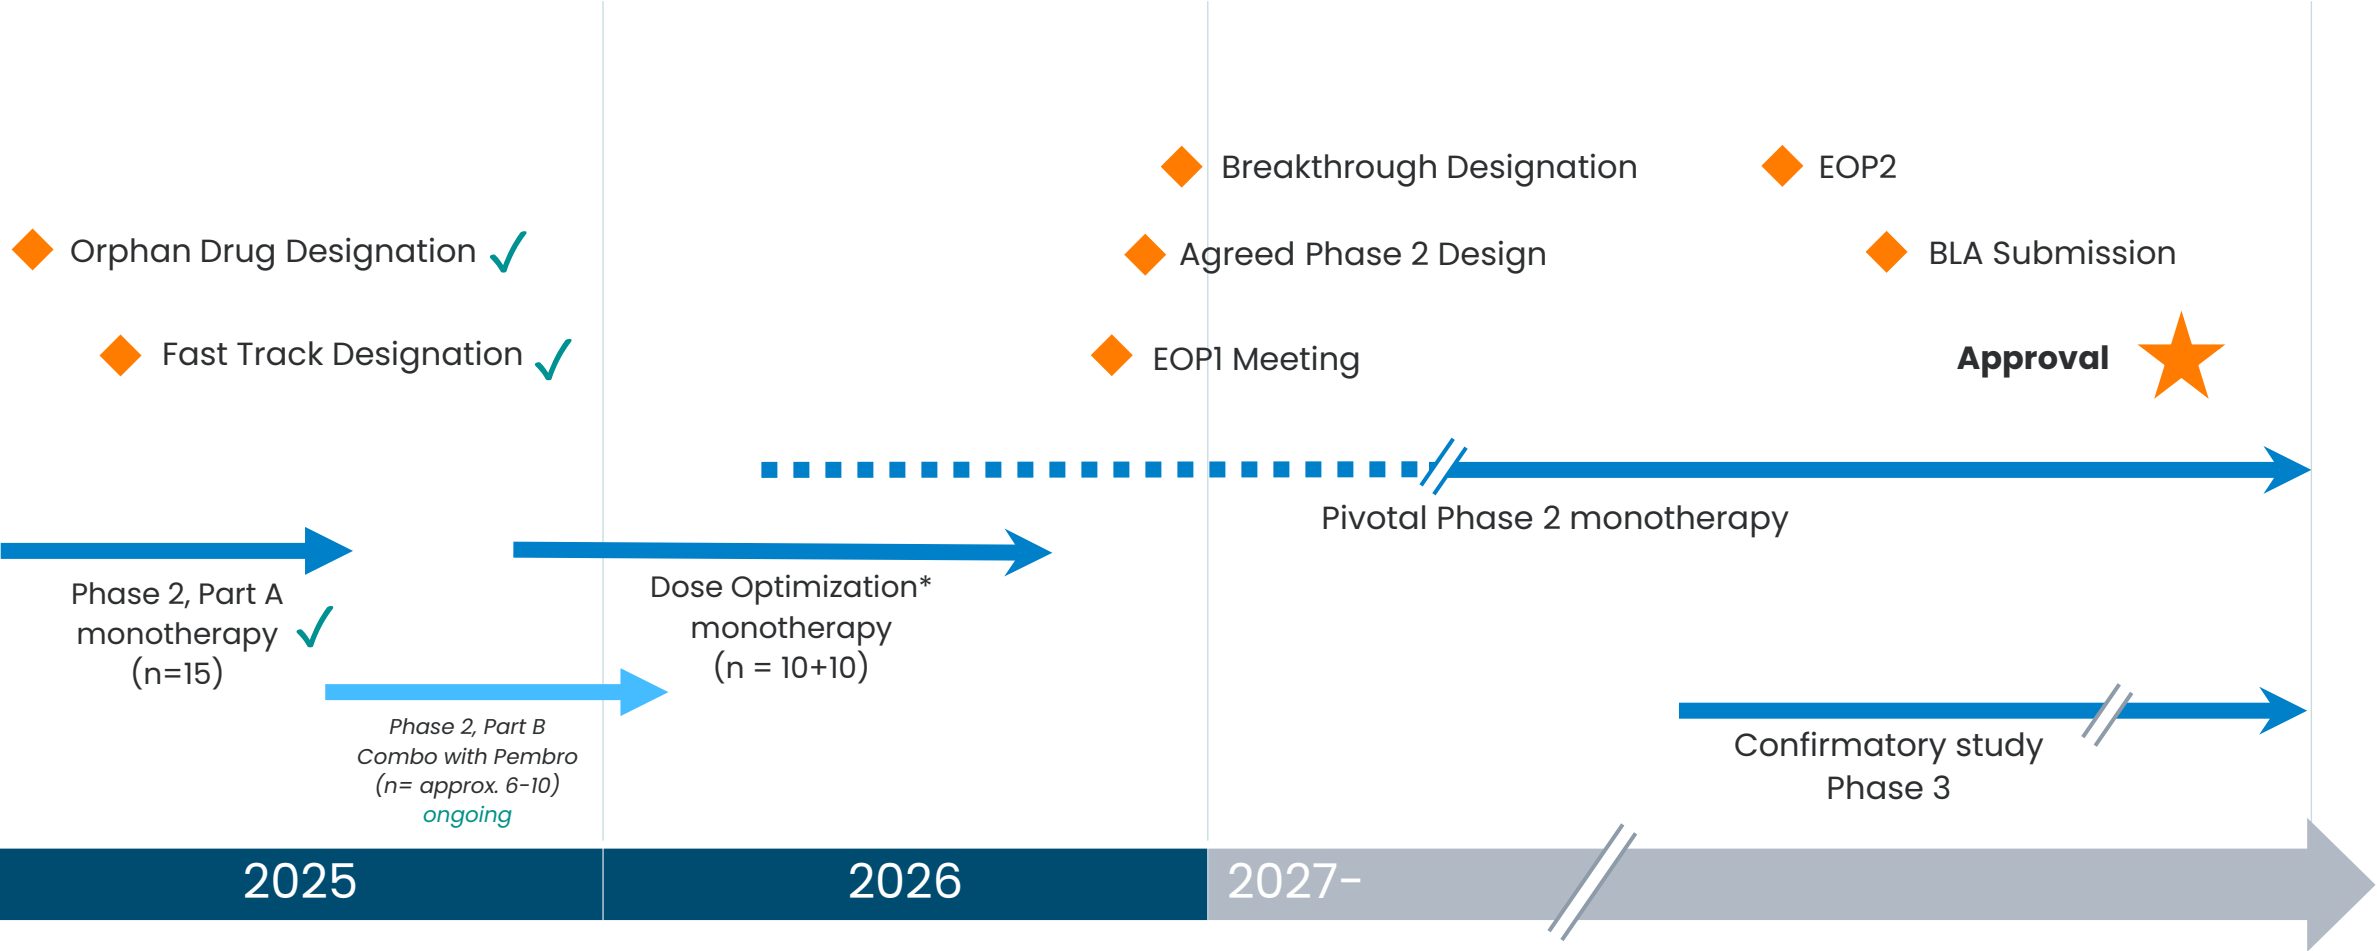 Breakthrough Designation
EOP2
Orphan Drug Designation
Agreed Phase 2 Design
BLA Submission
Fast Track Designation
EOP1 Meeting
Approval
Pivotal Phase 2 monotherapy
Phase 2, Part A
monotherapy
(n=15)
Dose Optimization*
monotherapy
(n = 10+10)
Phase 2, Part B
Combo with Pembro
(n= approx. 6-10)
ongoing
Confirmatory study
Phase 3
2025
2026
2027-